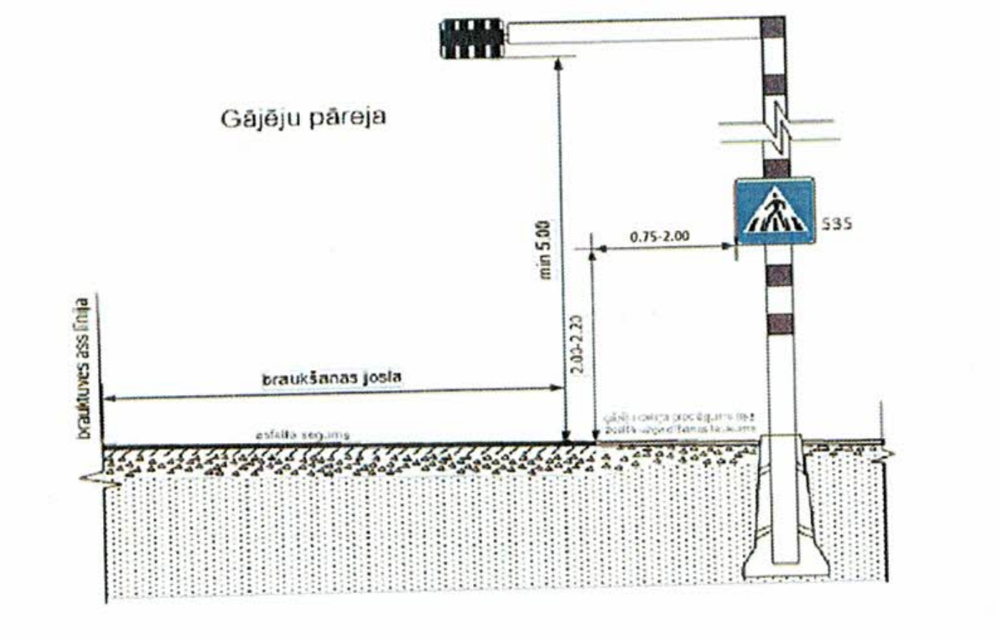 Gājēju pāreja
min 5.00
0.75-2.00
535
2.00-2.20
brauktuves ass līnija
braukšanas josla
asfalta segums